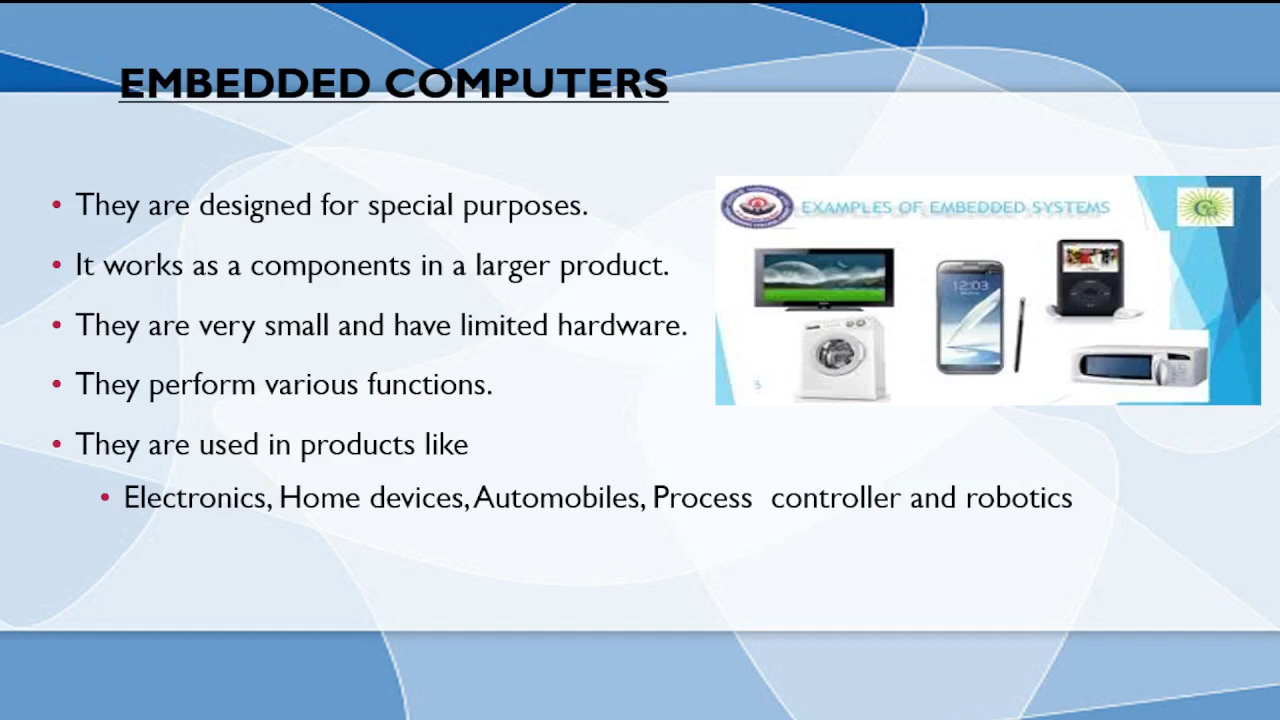 EMBEDDED COMPUTERS
• They are designed for special purposes.
• It works as a components in a larger product.
• They are very small and have limited hardware.
• They perform various functions.
• They are used in products like
• Electronics, Home devices, Automobiles, Process controller and robotics
EXAMPLES OF EMBEDDED SYSTEMS
12:03
5